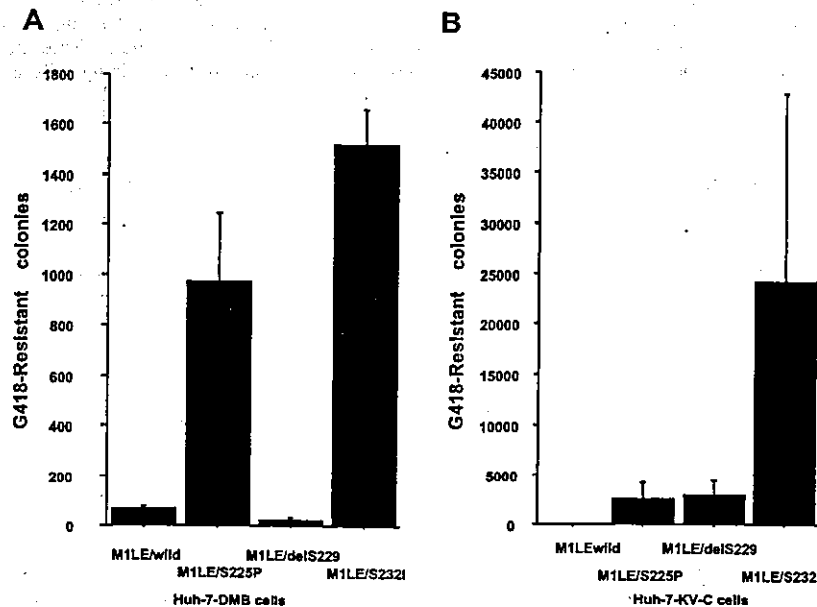 A
G418-Resistant colonies
1800
1600
1400
1200
1000
800
600
400
200
0
M1LE/wild
M1LE/S225P
M1LE/delS229
M1LE/S232I
Huh-7-DMB cells
B
G418-Resistant colonies
45000
40000
35000
30000
25000
20000
15000
10000
5000
0
M1LEwild
M1LE/S225P
M1LE/delS229
M1LE/S232
Huh-7-KV-C cells